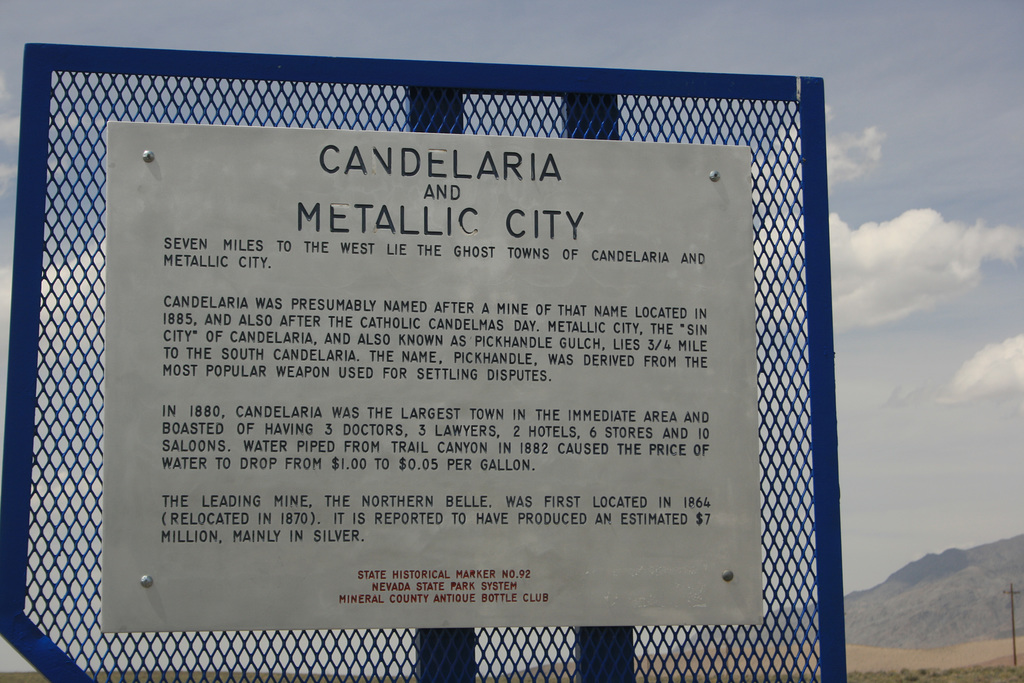 CANDELARIA
AND
METALLIC CITY
SEVEN MILES TO THE WEST LIE THE GHOST TOWNS OF CANDELARIA AND
METALLIC CITY.
CANDELARIA WAS PRESUMABLY NAMED AFTER A MINE OF THAT NAME LOCATED IN
1885, AND ALSO AFTER THE CATHOLIC CANDELMAS DAY. METALLIC CITY, THE "SIN
CITY" OF CANDELARIA, AND ALSO KNOWN AS PICKHANDLE GULCH, LIES 3/4 MILE
TO THE SOUTH CANDELARIA. THE NAME, PICKHANDLE, WAS DERIVED FROM THE
MOST POPULAR WEAPON USED FOR SETTLING DISPUTES.
IN 1880, CANDELARIA WAS THE LARGEST TOWN IN THE IMMEDIATE AREA AND
BOASTED OF HAVING 3 DOCTORS, 3 LAWYERS, 2 HOTELS, 6 STORES AND 10
SALOONS. WATER PIPED FROM TRAIL CANYON IN 1882 CAUSED THE PRICE OF
WATER TO DROP FROM $1.00 TO $0.05 PER GALLON.
THE LEADING MINE, THE NORTHERN BELLE. WAS FIRST LOCATED IN 1864
(RELOCATED IN 1870). IT IS REPORTED TO HAVE PRODUCED AN ESTIMATED $7
MILLION, MAINLY IN SILVER.
STATE HISTORICAL MARKER NO.92
NEVADA STATE PARK SYSTEM
MINERAL COUNTY ANTIQUE BOTTLE CLUB